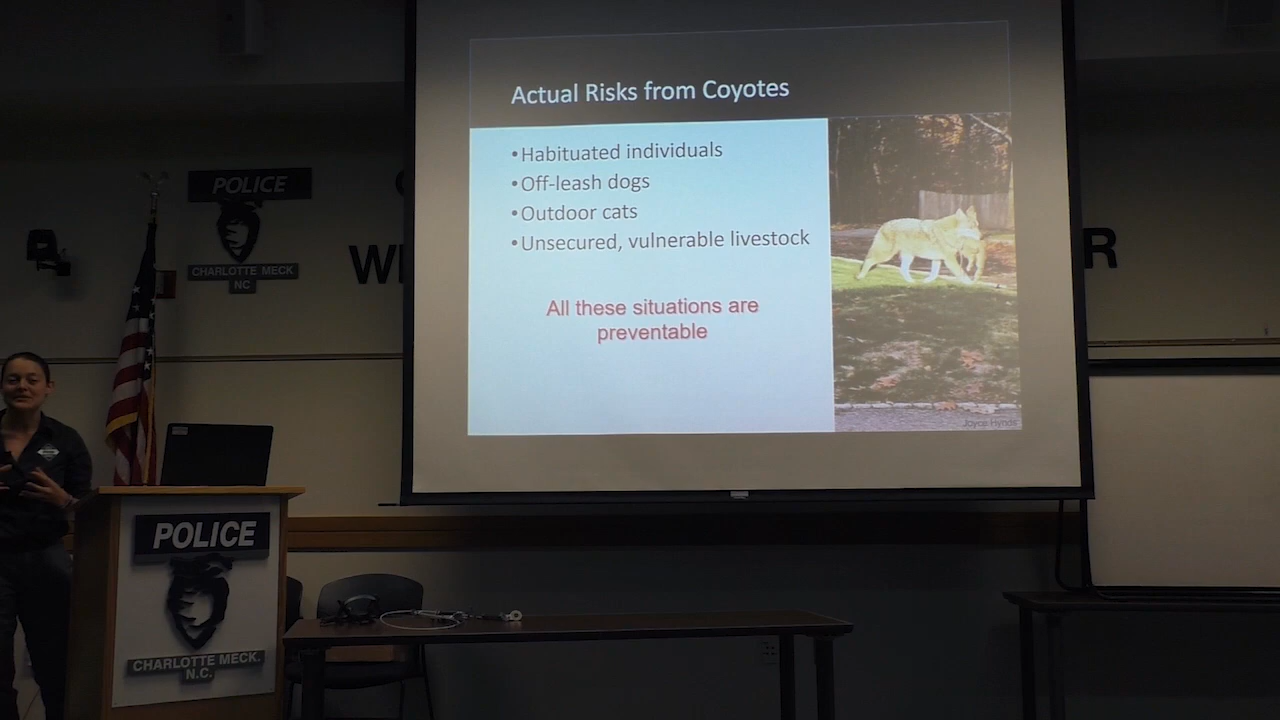 Actual Risks from Coyotes
•Habituated individuals
•Off-leash dogs
•Outdoor cats
•Unsecured, vulnerable livestock
All these situations are
preventable
Joyce Hynds
POLICE
CHARLOTTE MECK
NC
R
POLICE
CHARLOTTE MECK.
N.C.